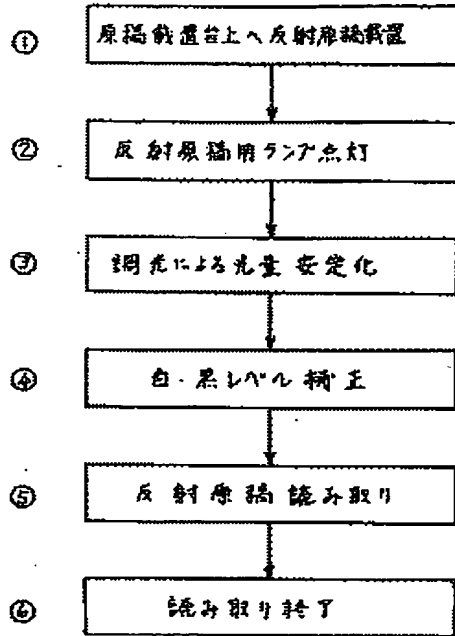 ① 原稿載置台上へ反射原稿載置
② 反射原稿用ランプ点灯
③ 調光による光量安定化
④ 白・黒レベル補正
⑤ 反射原稿読み取り
⑥ 読み取り終了